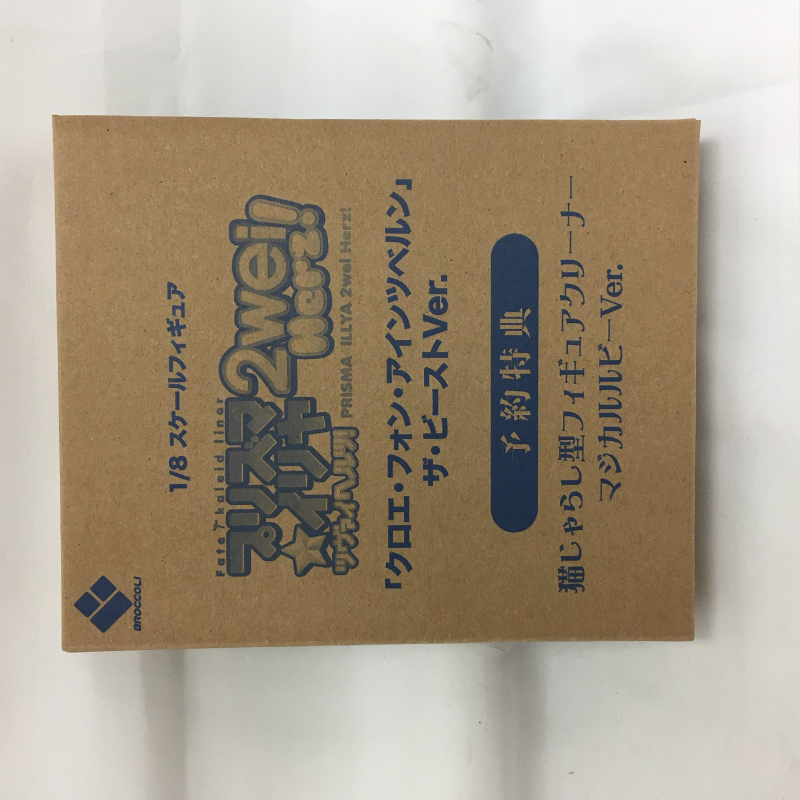 BROCCOLI
1/8 スケールフィギュア
Fate kaleid liner
プリズマ☆イリヤ 2wei Herz!
ツヴァイ ヘルツ!
PRISMA ILLYA 2wei Herz!
「クロエ・フォン・アインツベルン」
ザ・ビーストVer.
予約特典
猫じゃらし型フィギュアクリーナー
マジカルルビーVer.